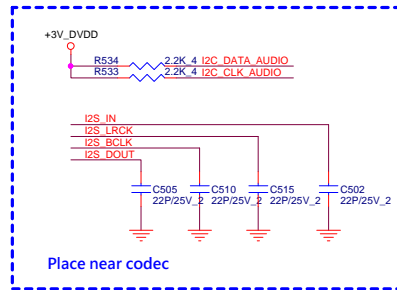 +3V_DVDD
R534 2.2K_4 I2C_DATA_AUDIO
R533 2.2K_4 I2C_CLK_AUDIO
I2S_IN
I2S_LRCK
I2S_BCLK
I2S_DOUT
C505 C510 C515 C502
22P/25V_2 22P/25V_2 22P/25V_2 22P/25V_2
Place near codec